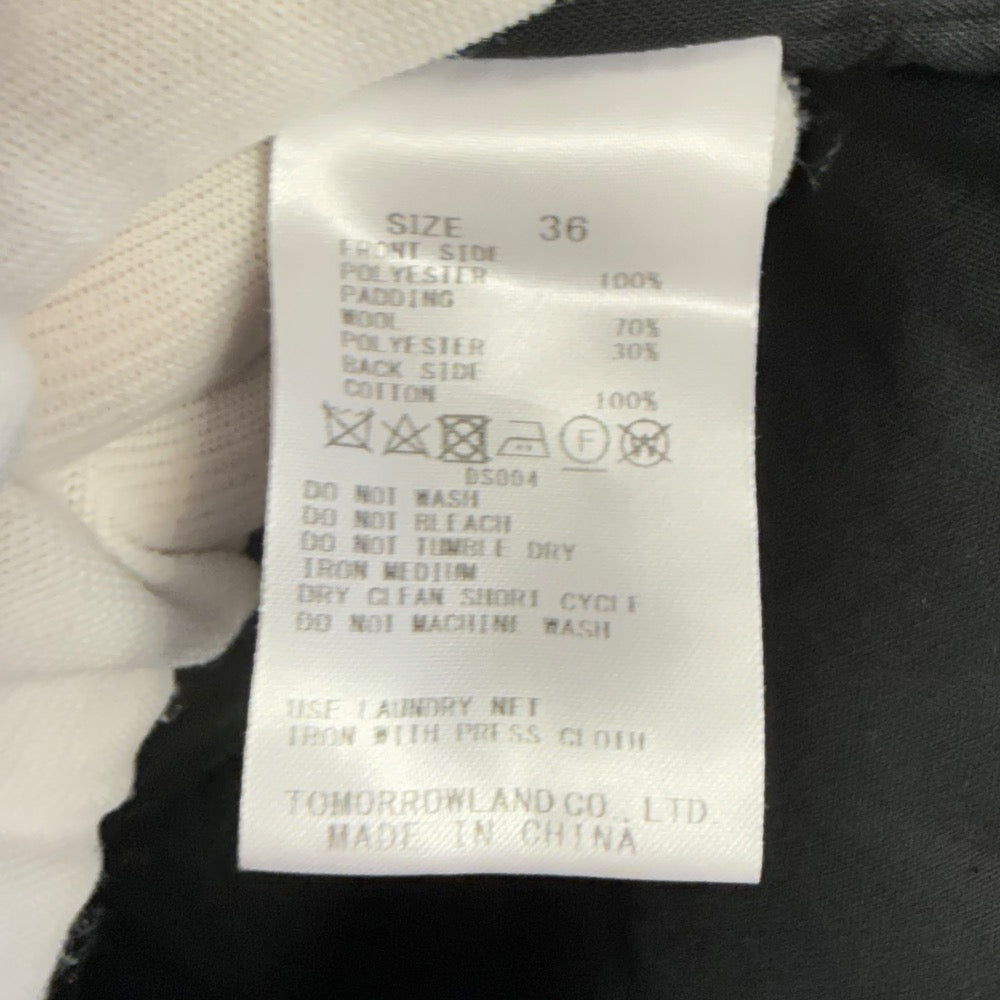 SIZE 36
FRONT SIDE
POLYESTER 100%
PADDING
WOOL 70%
POLYESTER 30%
BACK SIDE
COTTON 100%
F W
DS004
DO NOT WASH
DO NOT BLEACH
DO NOT TUMBLE DRY
IRON MEDIUM
DRY CLEAN SHORT CYCLE
DO NOT MACHINE WASH
USE LAUNDRY NET
IRON WITH PRESS CLOTH
TOMORROWLAND CO., LTD.
MADE IN CHINA